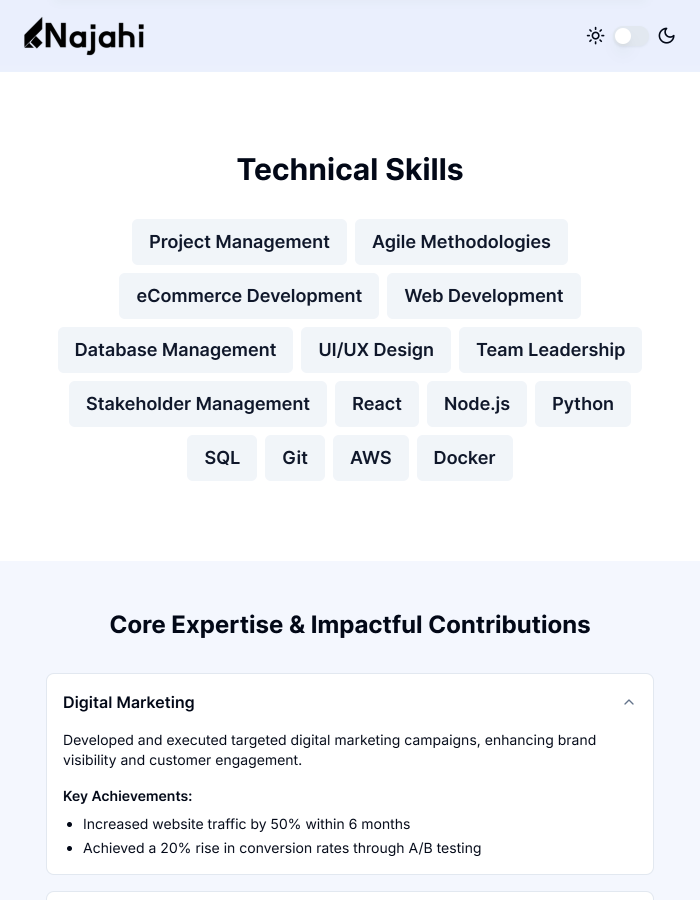 Najahi
Technical Skills
Project Management
Agile Methodologies
eCommerce Development
Web Development
Database Management
UI/UX Design
Team Leadership
Stakeholder Management
React
Node.js
Python
SQL
Git
AWS
Docker
Core Expertise & Impactful Contributions
Digital Marketing
Developed and executed targeted digital marketing campaigns, enhancing brand
visibility and customer engagement.
Key Achievements:
Increased website traffic by 50% within 6 months
Achieved a 20% rise in conversion rates through A/B testing